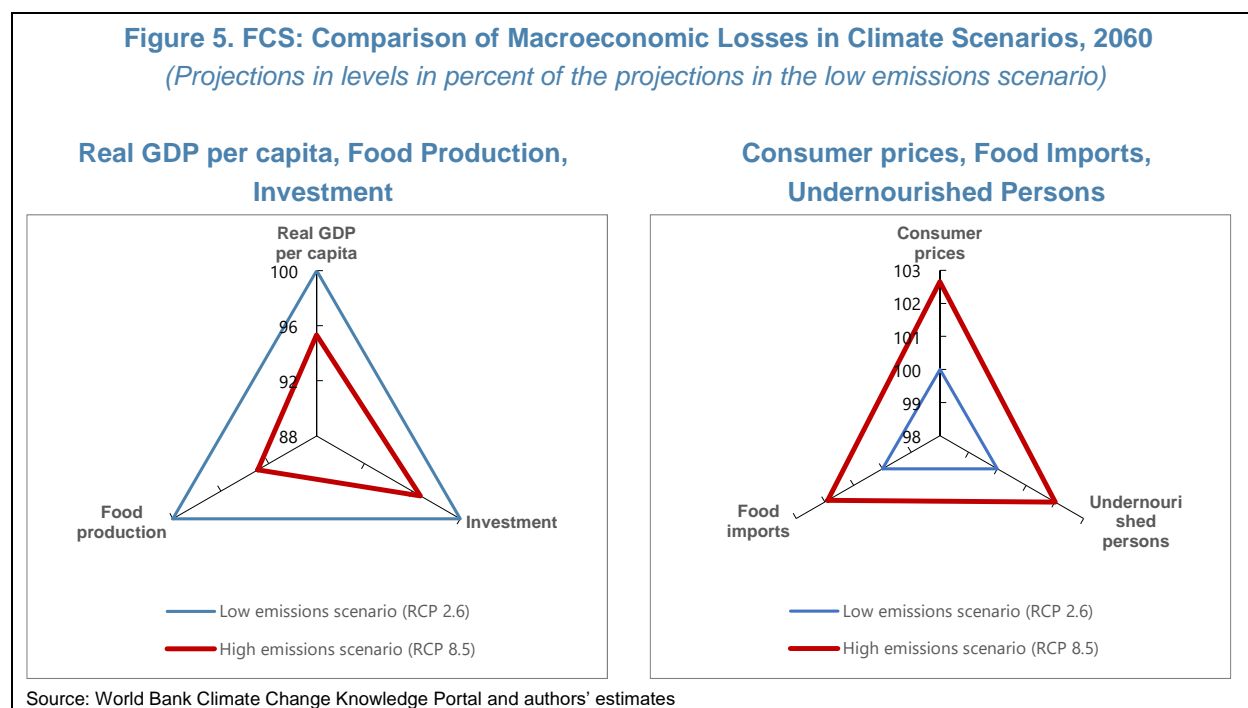 Figure 5. FCS: Comparison of Macroeconomic Losses in Climate Scenarios, 2060
(Projections in levels in percent of the projections in the low emissions scenario)
Real GDP per capita, Food Production,
Investment
Real GDP
per capita
100
96
92
88
Food
production
Investment
Low emissions scenario (RCP 2.6)
High emissions scenario (RCP 8.5)
Consumer prices, Food Imports,
Undernourished Persons
Consumer
prices
103
102
101
100
99
98
Food
imports
Undernouri
shed
persons
Low emissions scenario (RCP 2.6)
High emissions scenario (RCP 8.5)
Source: World Bank Climate Change Knowledge Portal and authors’ estimates